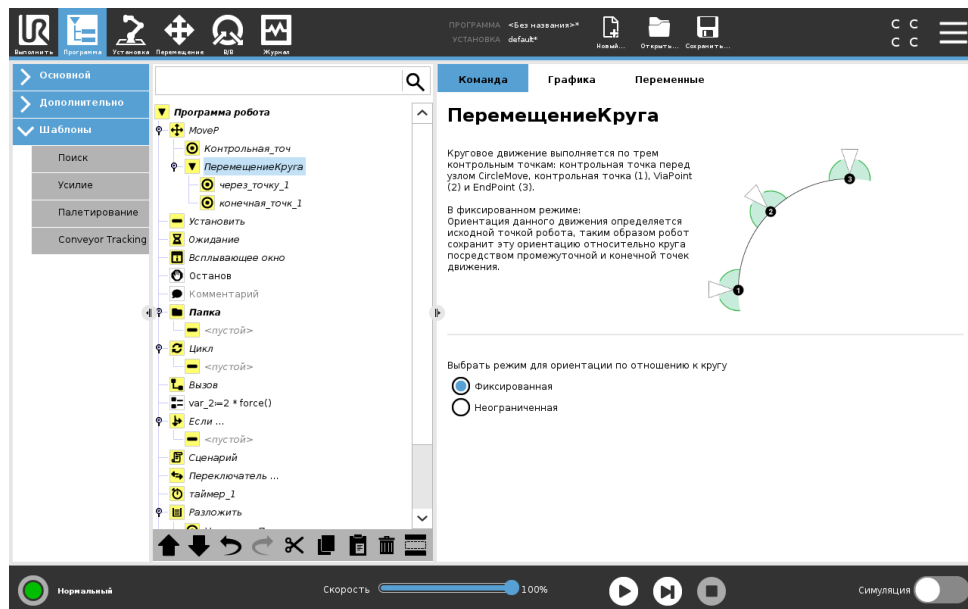 ПРОГРАММА <Без названия>*
УСТАНОВКА default*
Выполнить Программа Установка Перемещение В/В Журнал
Новый... Открыть... Сохранить...
C C
C C
Основной
Дополнительно
Шаблоны
Поиск
Усилие
Палетирование
Conveyor Tracking
Программа робота
MoveP
Контрольная_точ
ПеремещениеКруга
через_точку_1
конечная_точк_1
Установить
Ожидание
Всплывающее окно
Останов
Комментарий
Папка
<пустой>
Цикл
<пустой>
Вызов
var_2≔2 * force()
Если ...
<пустой>
Сценарий
Переключатель ...
таймер_1
Разложить
Команда Графика Переменные
ПеремещениеКруга
Круговое движение выполняется по трем
контрольным точкам: контрольная точка перед
узлом CircleMove, контрольная точка (1), ViaPoint
(2) и EndPoint (3).
В фиксированном режиме:
Ориентация данного движения определяется
исходной точкой робота, таким образом робот
сохранит эту ориентацию относительно круга
посредством промежуточной и конечной точек
движения.
3
2
1
Выбрать режим для ориентации по отношению к кругу
Фиксированная
Неограниченная
Нормальный
Скорость 100%
Симуляция